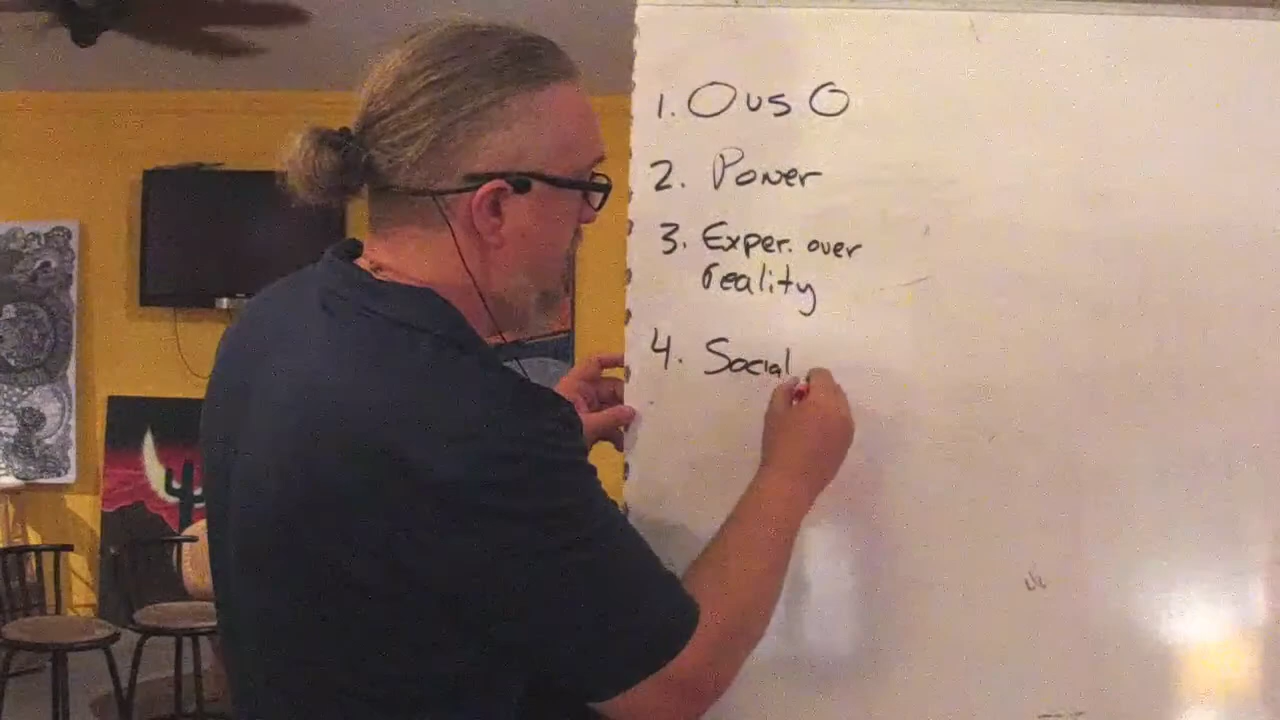 1. O vs O
2. Power
3. Exper. over
reality
4. Social